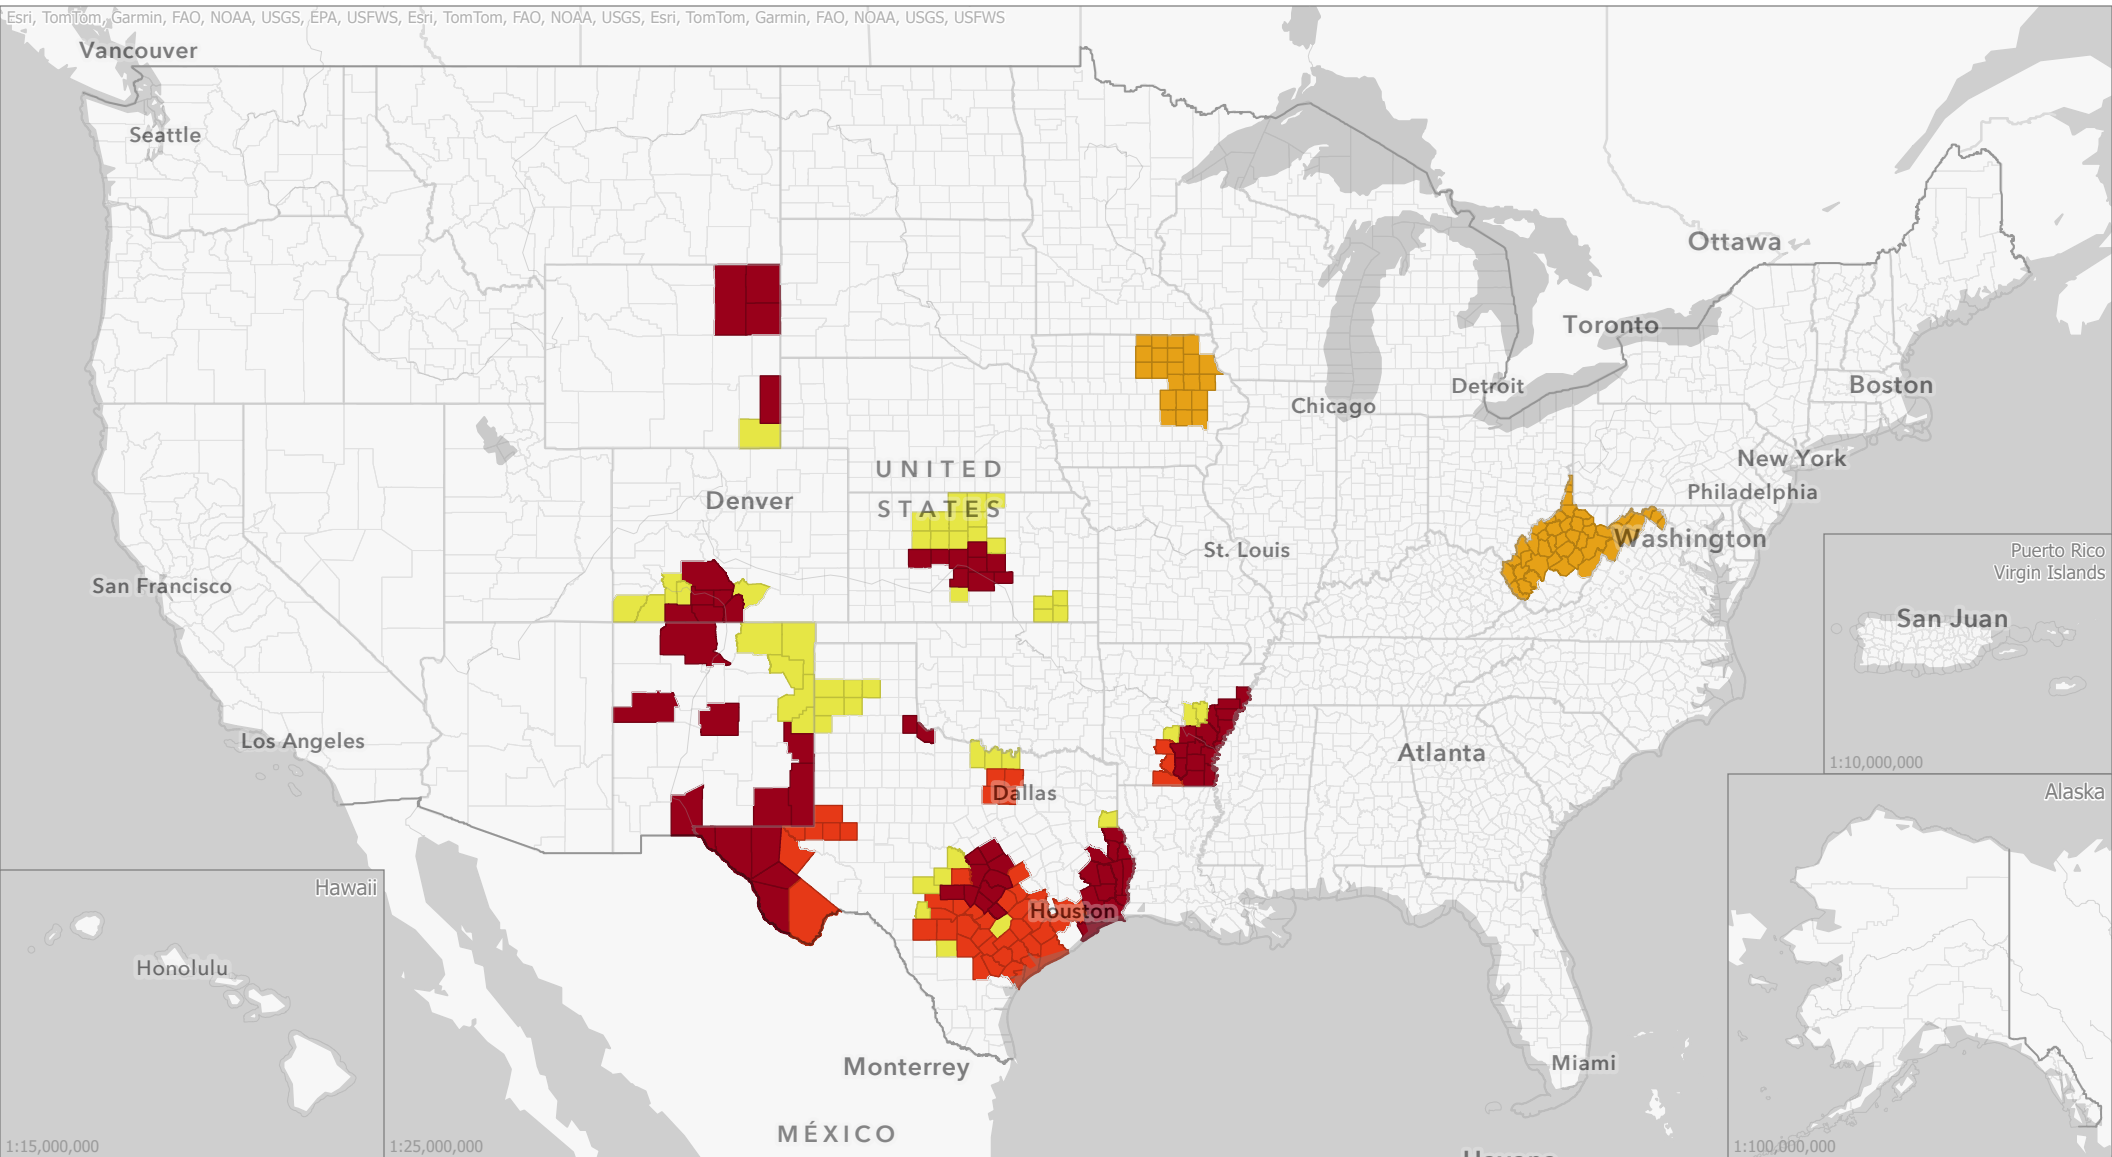 Esri, TomTom, Garmin, FAO, NOAA, USGS, EPA, USFWS, Esri, TomTom, FAO, NOAA, USGS, Esri, TomTom, Garmin, FAO, NOAA, USGS, USFWS
Vancouver
Seattle
Ottawa
Toronto
Boston
Detroit
Chicago
New York
UNITED
STATES
Denver
Philadelphia
Washington
St. Louis
San Francisco
Puerto Rico
Virgin Islands
San Juan
1:10,000,000
Los Angeles
Atlanta
Dallas
Alaska
Hawaii
Houston
Honolulu
Monterrey
Miami
MÉXICO
1:15,000,000
1:25,000,000
1:100,000,000